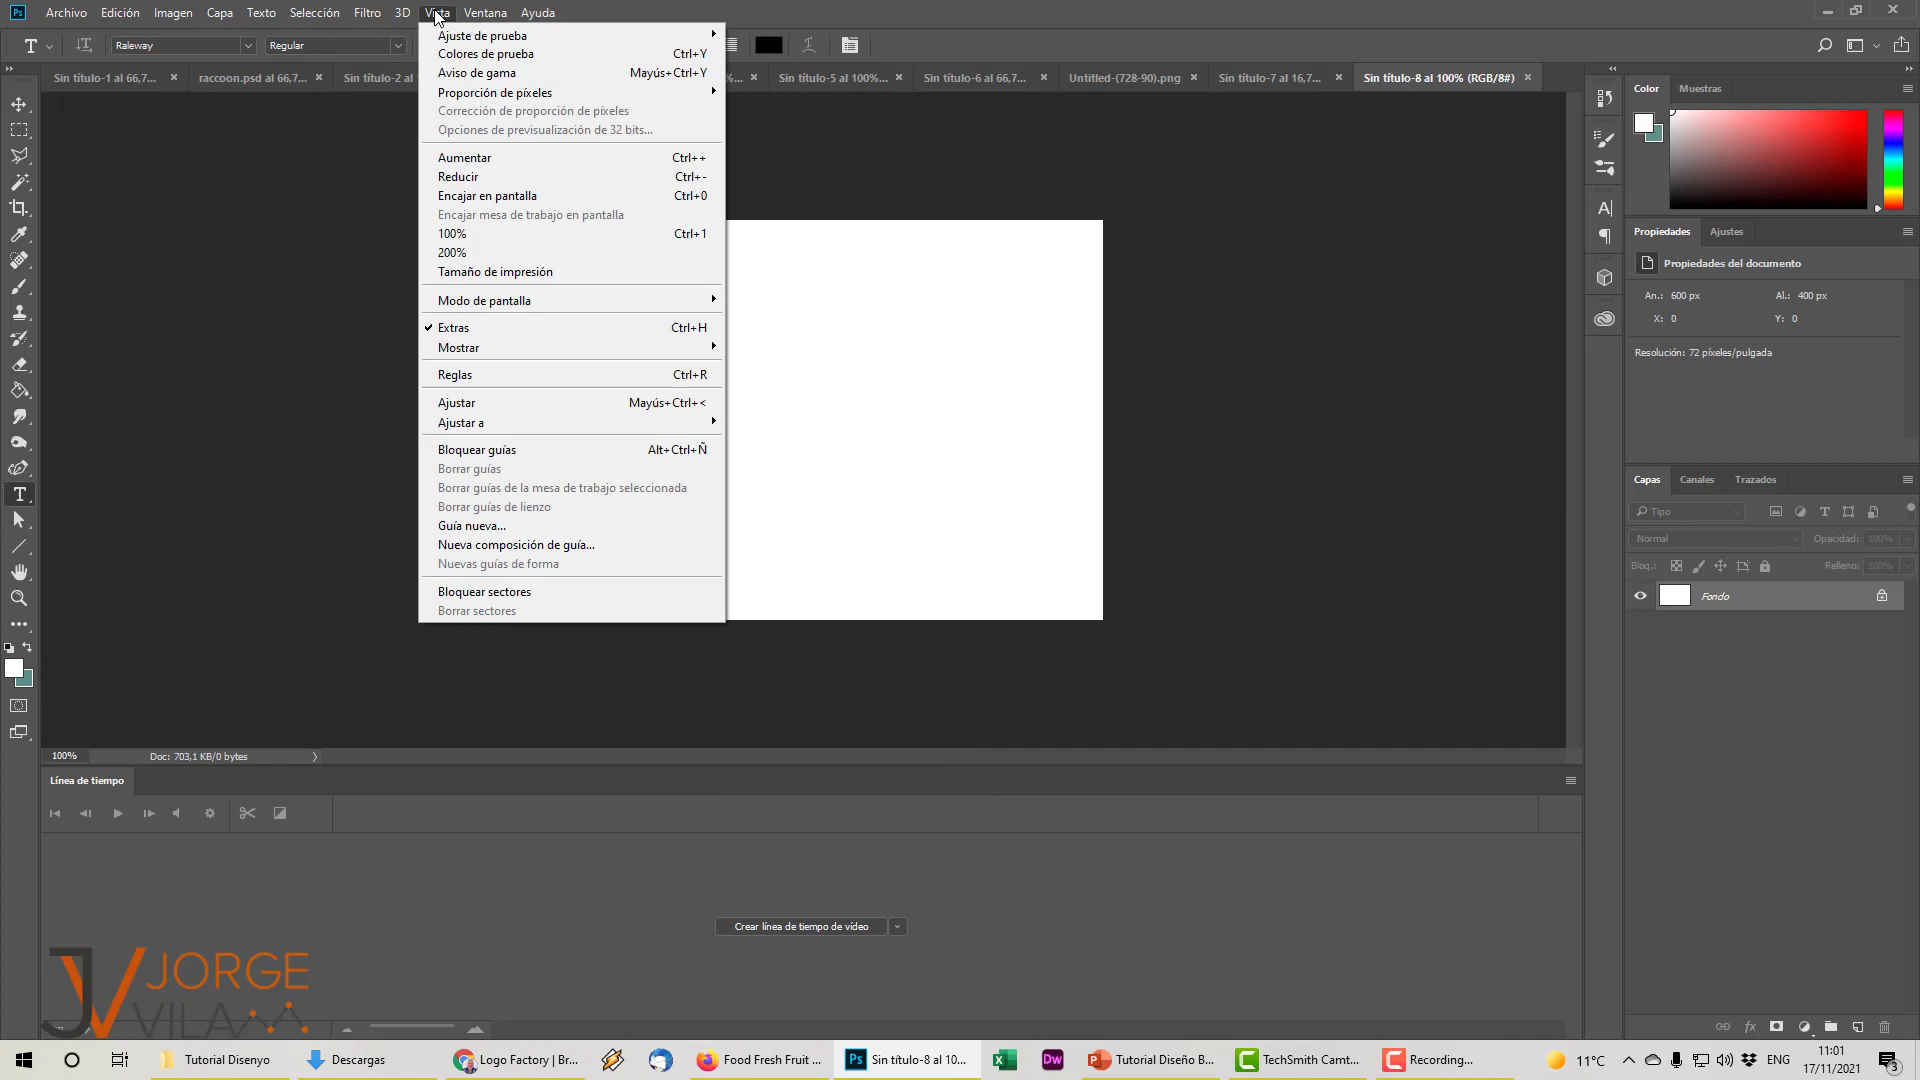 Ps Archivo Edición Imagen Capa Texto Selección Filtro 3D Vista Ventana Ayuda
T Raleway Regular
Sin título-1 al 66,7... × raccoon.psd al 66,7... × Sin título-2 al %... × Sin título-5 al 100%... × Sin título-6 al 66,7... × Untitled-(728-90).png × Sin título-7 al 16,7... × Sin título-8 al 100% (RGB/8#) ×
Ajuste de prueba
Colores de prueba Ctrl+Y
Aviso de gama Mayús+Ctrl+Y
Proporción de píxeles
Corrección de proporción de píxeles
Opciones de previsualización de 32 bits...
Aumentar Ctrl++
Reducir Ctrl+-
Encajar en pantalla Ctrl+0
Encajar mesa de trabajo en pantalla
100% Ctrl+1
200%
Tamaño de impresión
Modo de pantalla
Extras Ctrl+H
Mostrar
Reglas Ctrl+R
Ajustar Mayús+Ctrl+<
Ajustar a
Bloquear guías Alt+Ctrl+Ñ
Borrar guías
Borrar guías de la mesa de trabajo seleccionada
Borrar guías de lienzo
Guía nueva...
Nueva composición de guía...
Nuevas guías de forma
Bloquear sectores
Borrar sectores
Color Muestras
Propiedades Ajustes
Propiedades del documento
An.: 600 px Al.: 400 px
X: 0 Y: 0
Resolución: 72 píxeles/pulgada
Capas Canales Trazados
Tipo
Normal Opacidad: 100%
Bloq.: Relleno: 100%
Fondo
100% Doc: 703,1 KB/0 bytes
Línea de tiempo
Crear línea de tiempo de vídeo
JV JORGE
VILA
Tutorial Disenyo Descargas Logo Factory | Br... Food Fresh Fruit ... Ps Sin título-8 al 10... Dw Tutorial Diseño B... TechSmith Camt... Recording... 11°C ENG 11:01
17/11/2021 3